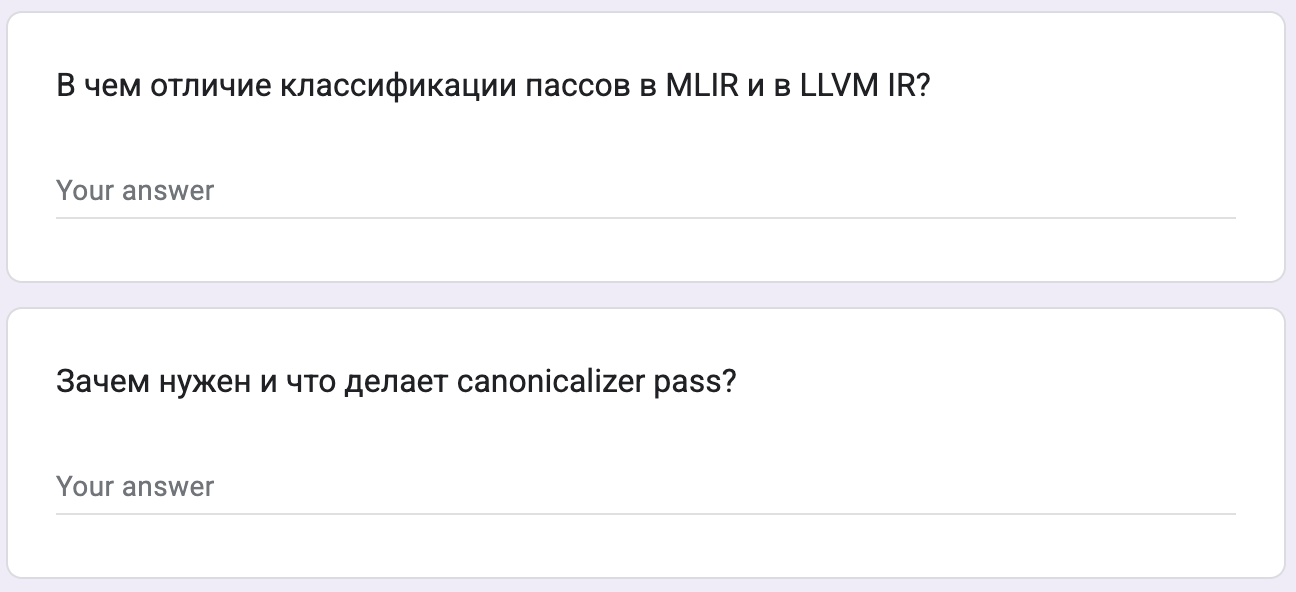 В чем отличие классификации пассов в MLIR и в LLVM IR?
Your answer
Зачем нужен и что делает canonicalizer pass?
Your answer